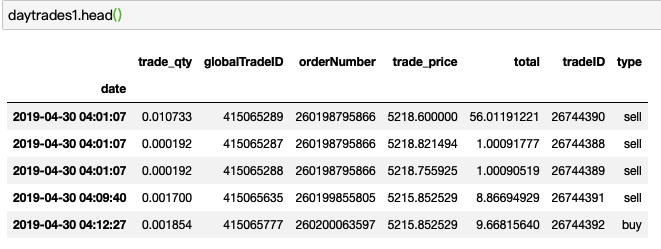 daytrades1.head()
trade_qty globalTradeID orderNumber trade_price total tradeID type
date
2019-04-30 04:01:07 0.010733 415065289 260198795866 5218.600000 56.01191221 26744390 sell
2019-04-30 04:01:07 0.000192 415065287 260198795866 5218.821494 1.00091777 26744388 sell
2019-04-30 04:01:07 0.000192 415065288 260198795866 5218.755925 1.00090519 26744389 sell
2019-04-30 04:09:40 0.001700 415065635 260199855805 5215.852529 8.86694929 26744391 sell
2019-04-30 04:12:27 0.001854 415065777 260200063597 5215.852529 9.66815640 26744392 buy